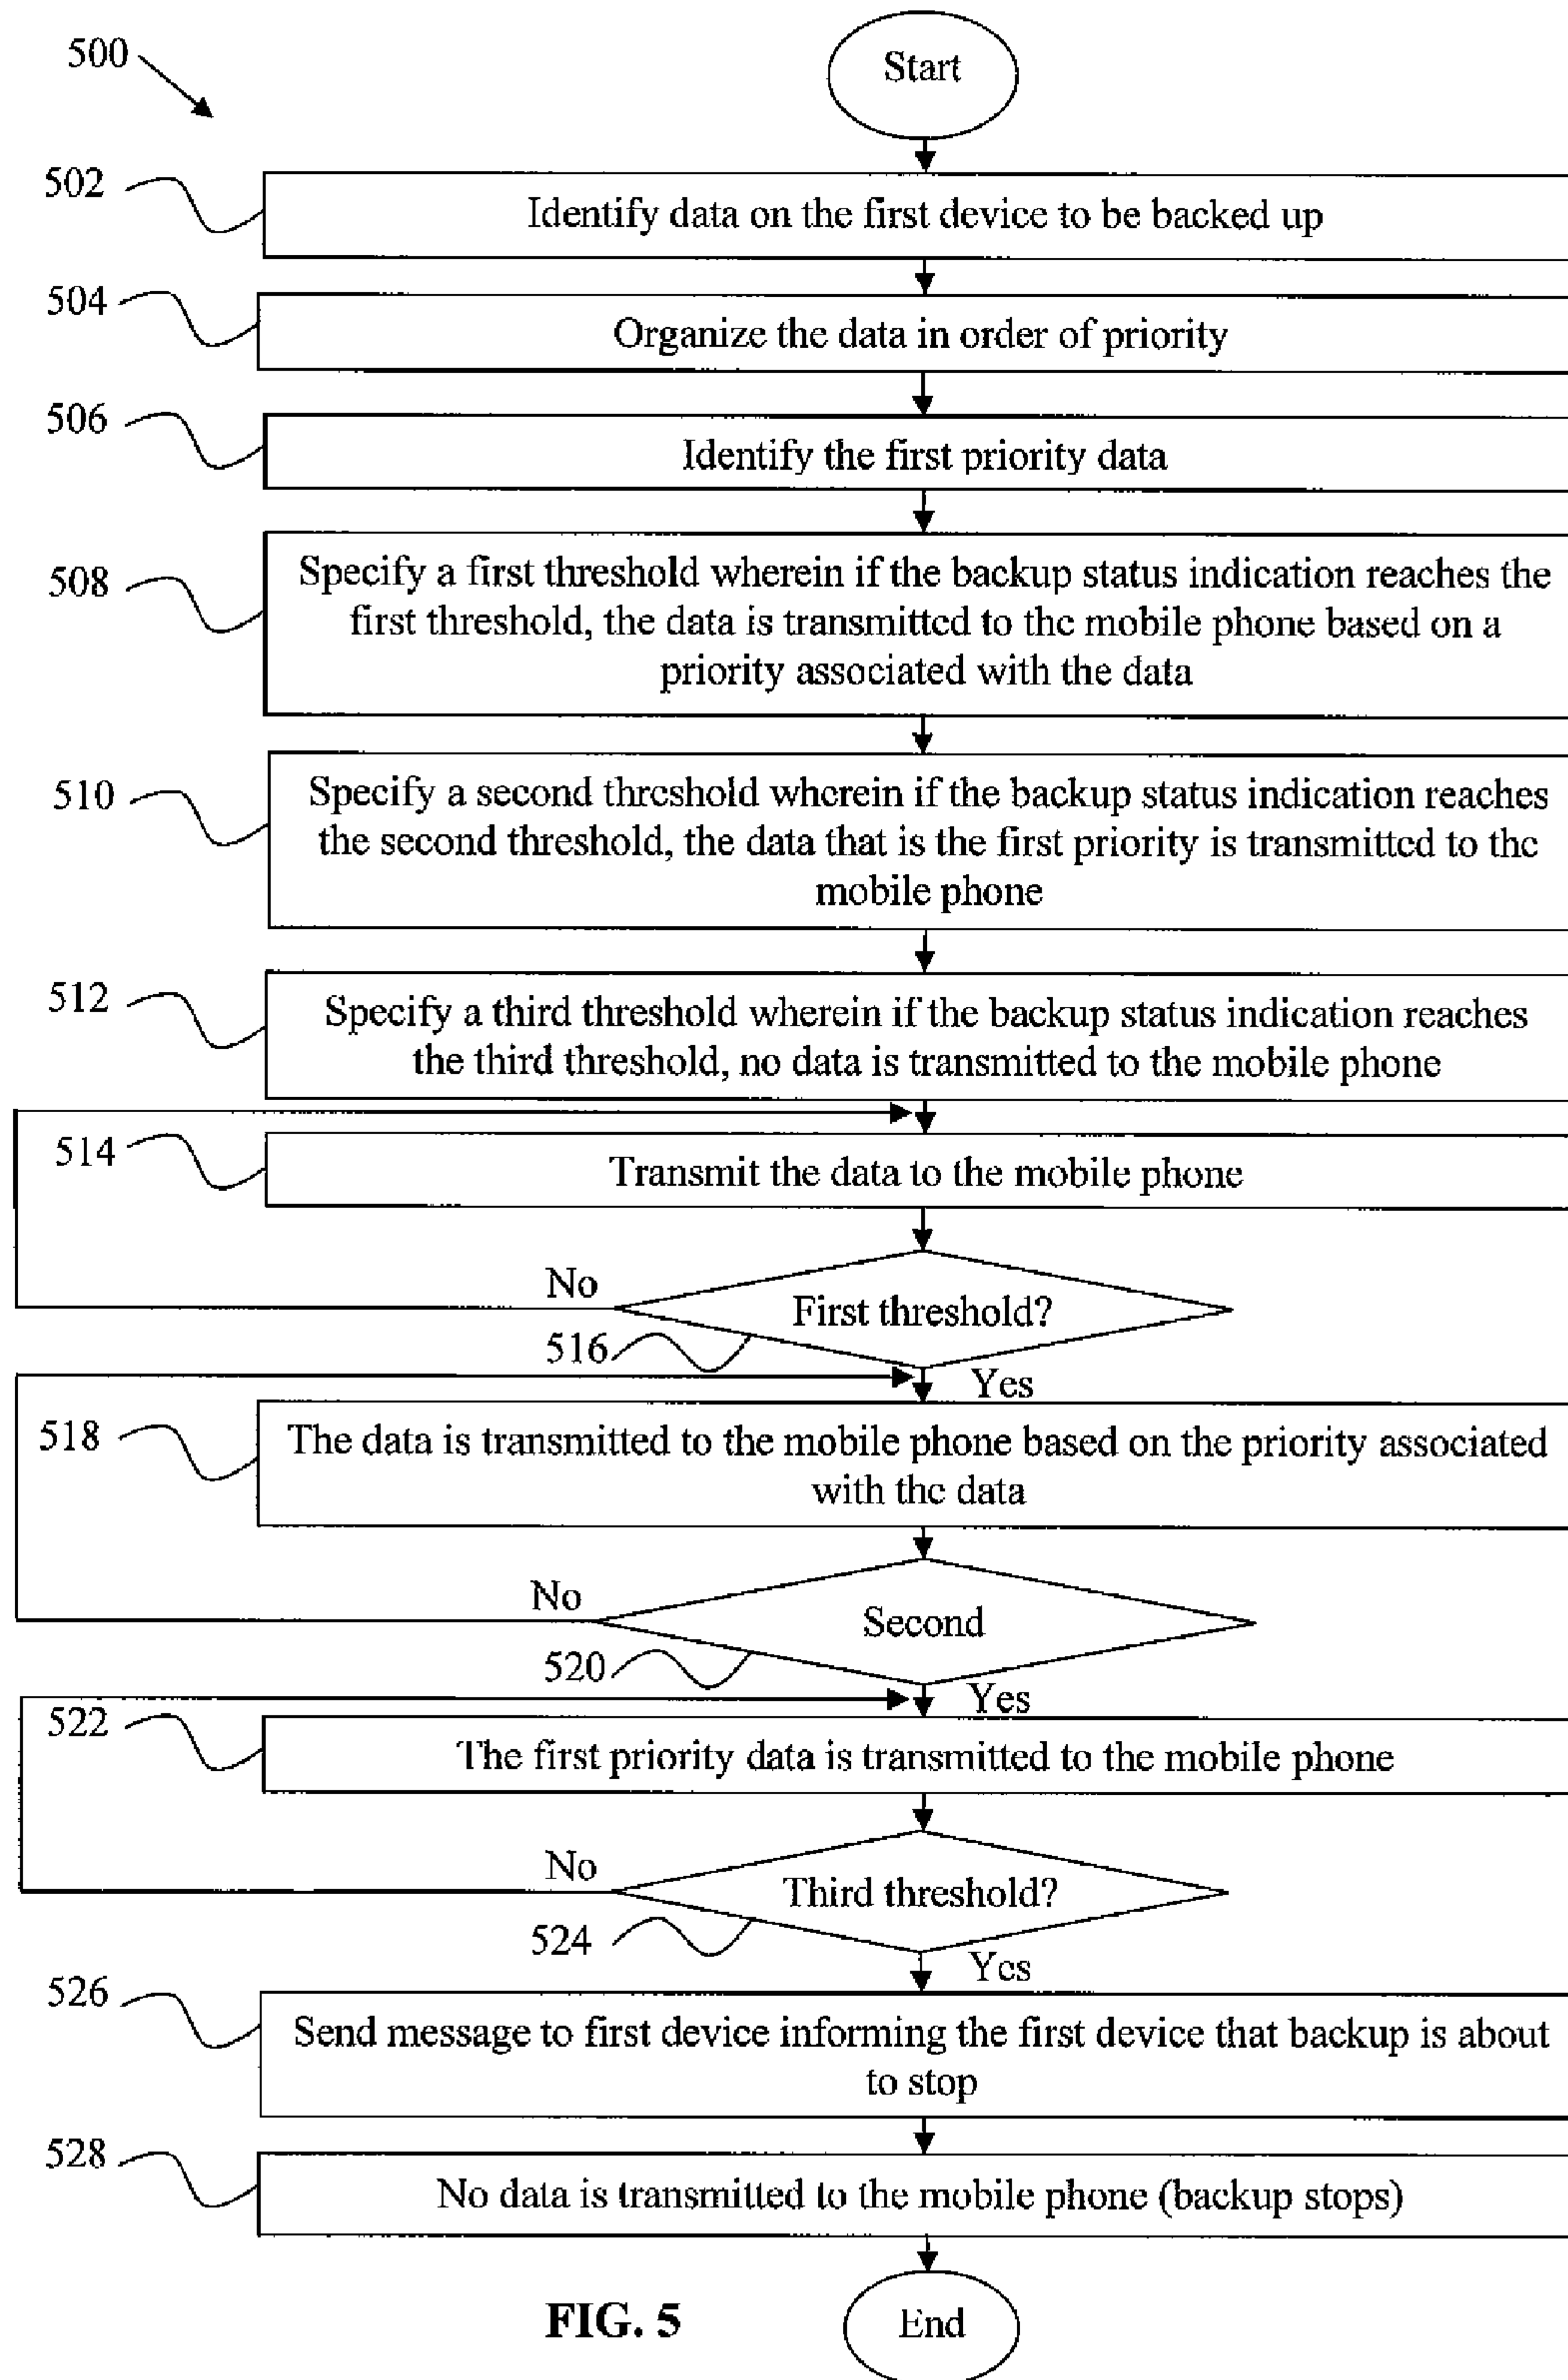 500
Start
502
Identify data on the first device to be backed up
504
Organize the data in order of priority
506
Identify the first priority data
508
Specify a first threshold wherein if the backup status indication reaches the
first threshold, the data is transmitted to the mobile phone based on a
priority associated with the data
510
Specify a second threshold wherein if the backup status indication reaches
the second threshold, the data that is the first priority is transmitted to the
mobile phone
512
Specify a third threshold wherein if the backup status indication reaches
the third threshold, no data is transmitted to the mobile phone
514
Transmit the data to the mobile phone
No
First threshold?
516
Yes
518
The data is transmitted to the mobile phone based on the priority associated
with the data
No
Second
520
Yes
522
The first priority data is transmitted to the mobile phone
No
Third threshold?
524
Yes
526
Send message to first device informing the first device that backup is about
to stop
528
No data is transmitted to the mobile phone (backup stops)
FIG. 5
End